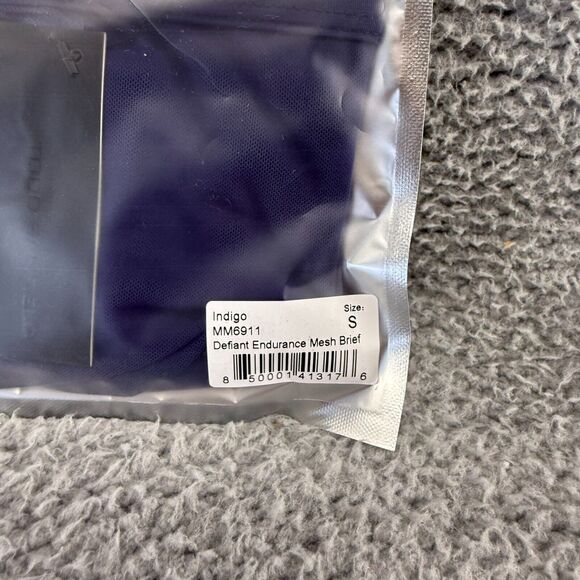 Indigo
Size:
MM6911
S
Defiant Endurance Mesh Brief
8 50001 41317 6